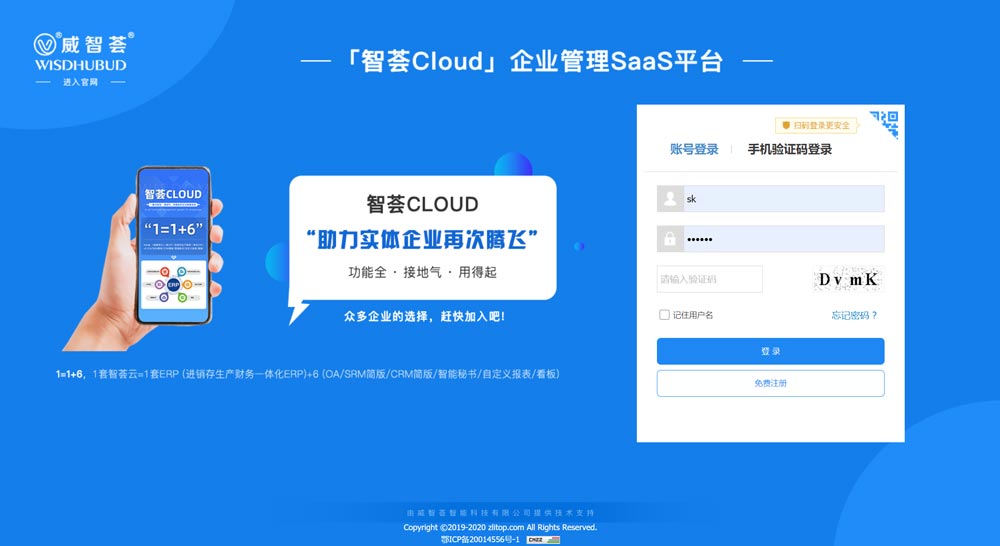 威智荟®
WISDHUBUD
进入官网
「智荟Cloud」企业管理SaaS平台
扫码登录更安全
账号登录
手机验证码登录
sk
••••••
请输入验证码
DvmK
记住用户名
忘记密码？
登 录
免费注册
智荟CLOUD
“1=1+6”
ERP
智荟CLOUD
“助力实体企业再次腾飞”
功能全 · 接地气 · 用得起
众多企业的选择，赶快加入吧！
1=1+6，1套智荟云=1套ERP (进销存生产财务一体化ERP)+6 (OA/SRM简版/CRM简版/智能秘书/自定义报表/看板)
由威智荟智能科技有限公司提供技术支持
Copyright ©2019-2020 zlitop.com All Rights Reserved.
鄂ICP备20014556号-1
CNZZ